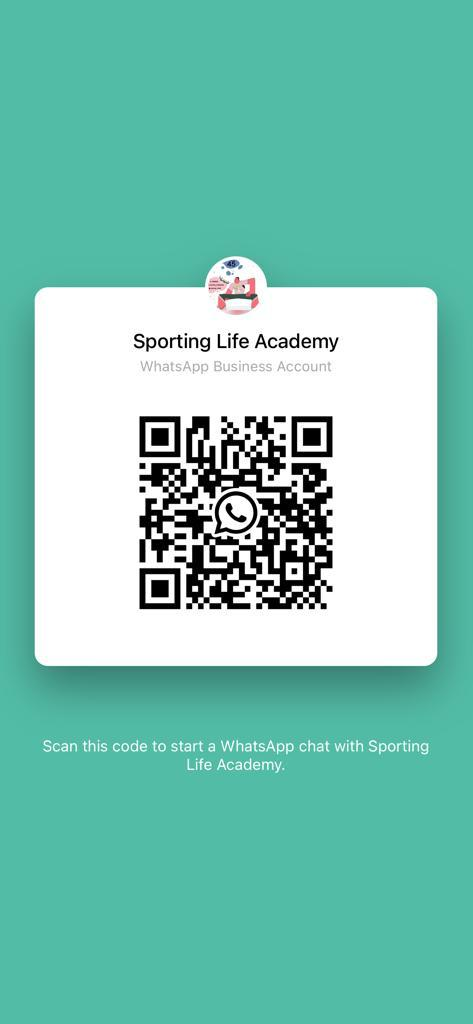 Sporting Life Academy
WhatsApp Business Account
Scan this code to start a WhatsApp chat with Sporting
Life Academy.